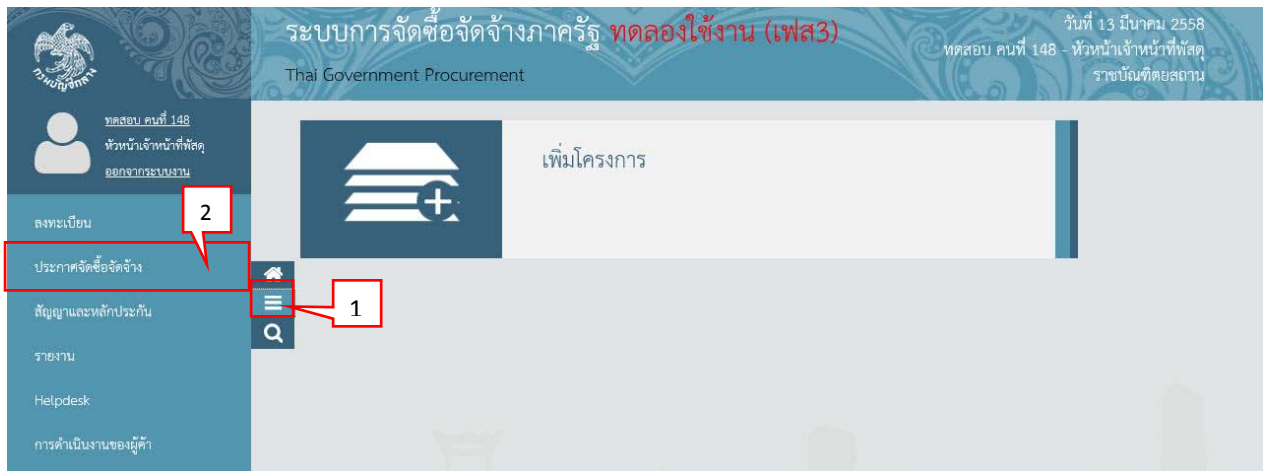 ระบบการจัดซื้อจัดจ้างภาครัฐ ทดลองใช้งาน (เฟส3)
Thai Government Procurement
วันที่ 13 มีนาคม 2558
ทดสอบ คนที่ 148 - หัวหน้าเจ้าหน้าที่พัสดุ
ราชบัณฑิตยสถาน
กรมบัญชีกลาง
ทดสอบ คนที่ 148
หัวหน้าเจ้าหน้าที่พัสดุ
ออกจากระบบงาน
เพิ่มโครงการ
ลงทะเบียน
2
ประกาศจัดซื้อจัดจ้าง
สัญญาและหลักประกัน
1
รายงาน
Helpdesk
การดำเนินงานของผู้ค้า